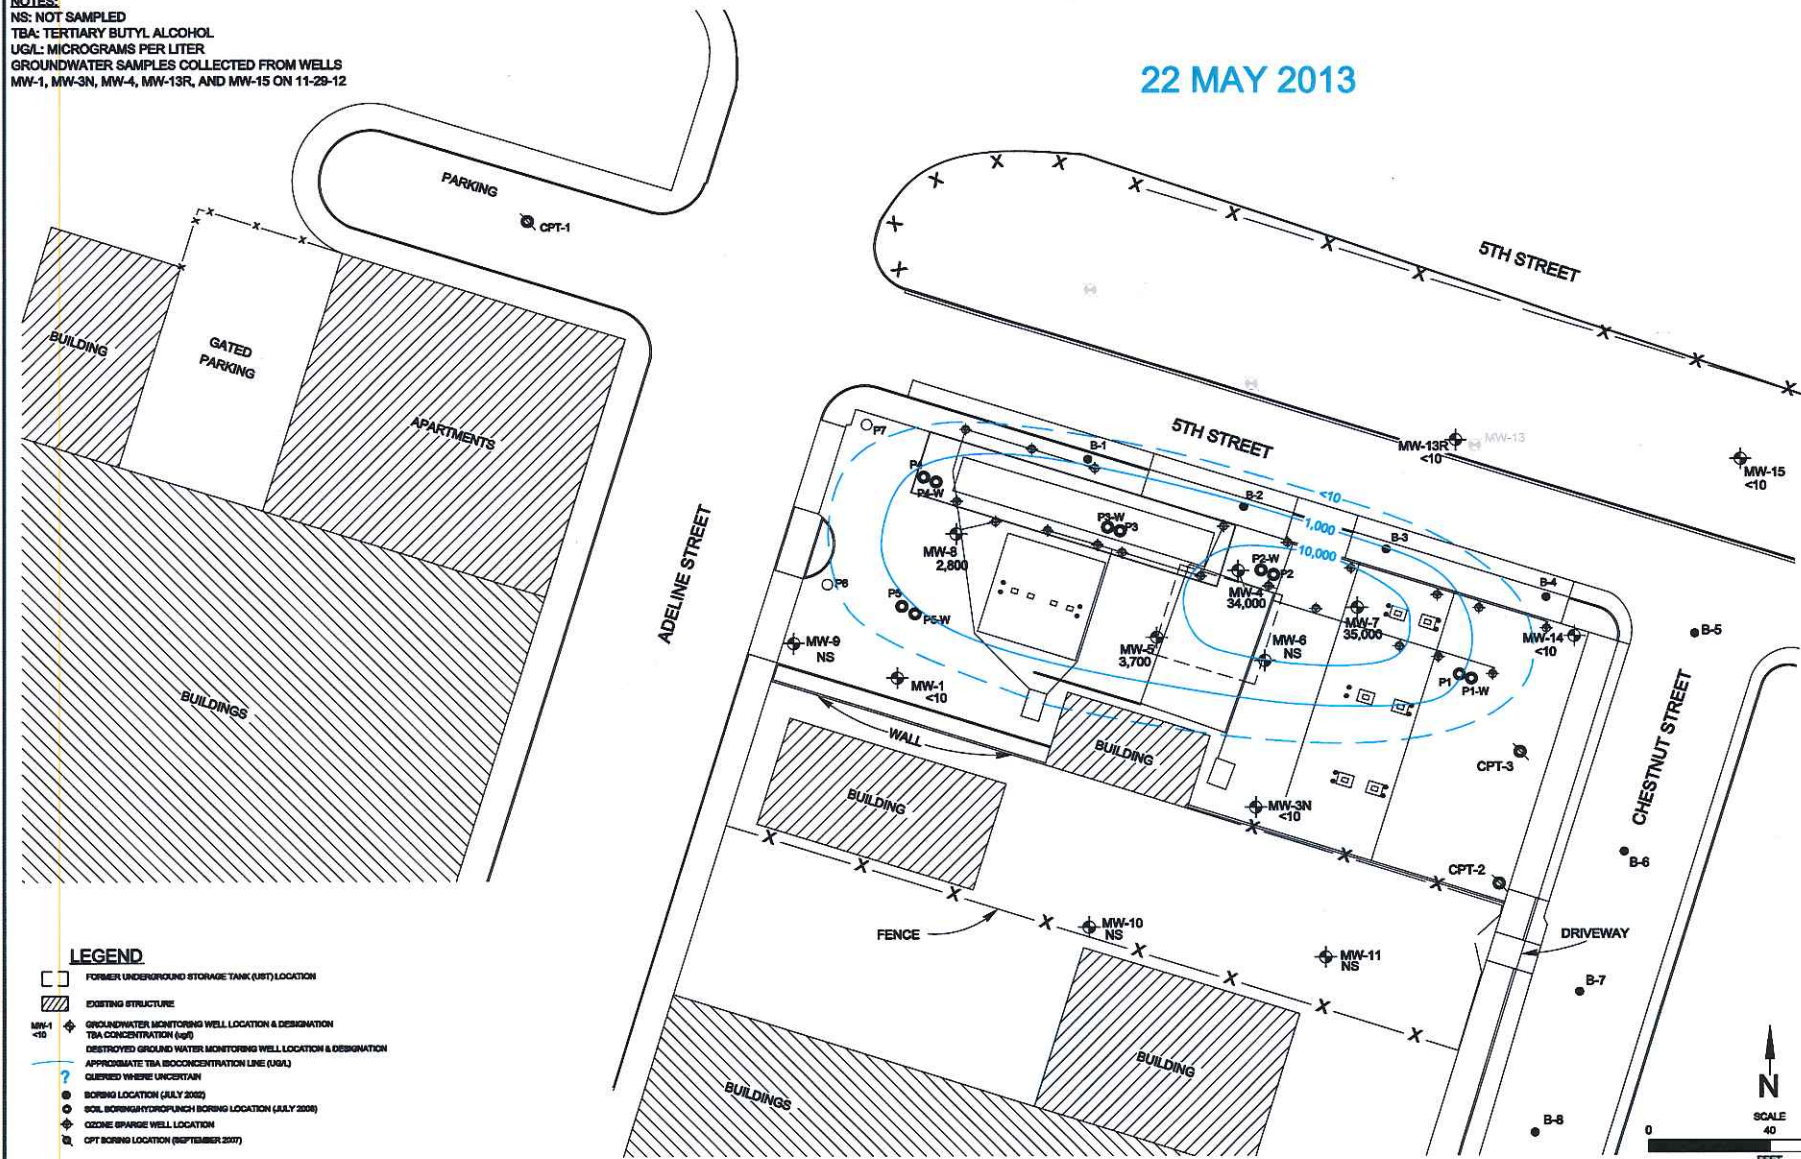 NOTES:
NS: NOT SAMPLED
TBA: TERTIARY BUTYL ALCOHOL
UG/L: MICROGRAMS PER LITER
GROUNDWATER SAMPLES COLLECTED FROM WELLS
MW-1, MW-3N, MW-4, MW-13R, AND MW-15 ON 11-29-12
22 MAY 2013
PARKING
CPT-1
5TH STREET
BUILDING
GATED
PARKING
APARTMENTS
5TH STREET
MW-13R
<10
MW-13
MW-15
<10
P7
B-1
P4
P4-W
B-2
<10
1,000
10,000
B-3
P3-W
P3
MW-8
2,800
P2-W
P2
MW-4
34,000
B-4
P6
P5
P5-W
MW-7
35,000
MW-5
3,700
MW-6
NS
MW-14
<10
B-5
ADELINE STREET
MW-9
NS
MW-1
<10
P1
P1-W
BUILDINGS
WALL
BUILDING
CPT-3
CHESTNUT STREET
BUILDING
MW-3N
<10
B-6
CPT-2
FENCE
MW-10
NS
MW-11
NS
DRIVEWAY
B-7
BUILDING
BUILDINGS
B-8
LEGEND
FORMER UNDERGROUND STORAGE TANK (UST) LOCATION
EXISTING STRUCTURE
MW-1
<10
GROUNDWATER MONITORING WELL LOCATION & DESIGNATION
TBA CONCENTRATION (ug/l)
DESTROYED GROUND WATER MONITORING WELL LOCATION & DESIGNATION
APPROXIMATE TBA ISOCONCENTRATION LINE (UG/L)
? QUERIED WHERE UNCERTAIN
BORING LOCATION (JULY 2002)
SOIL BORING/HYDROPUNCH BORING LOCATION (JULY 2008)
OZONE SPARGE WELL LOCATION
CPT BORING LOCATION (SEPTEMBER 2007)
N
SCALE
0 40
FEET